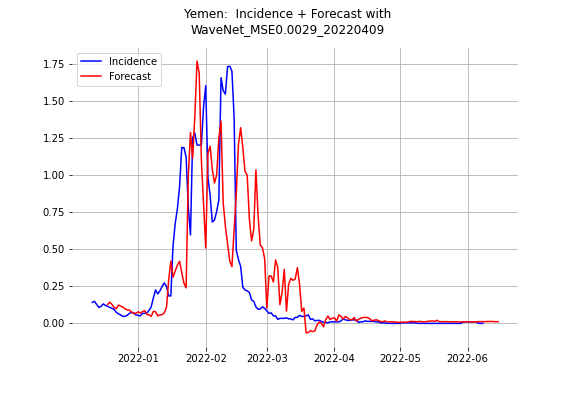 Yemen:  Incidence + Forecast with
WaveNet_MSE0.0029_20220409
Incidence
Forecast
1.75
1.50
1.25
1.00
0.75
0.50
0.25
0.00
2022-01 2022-02 2022-03 2022-04 2022-05 2022-06